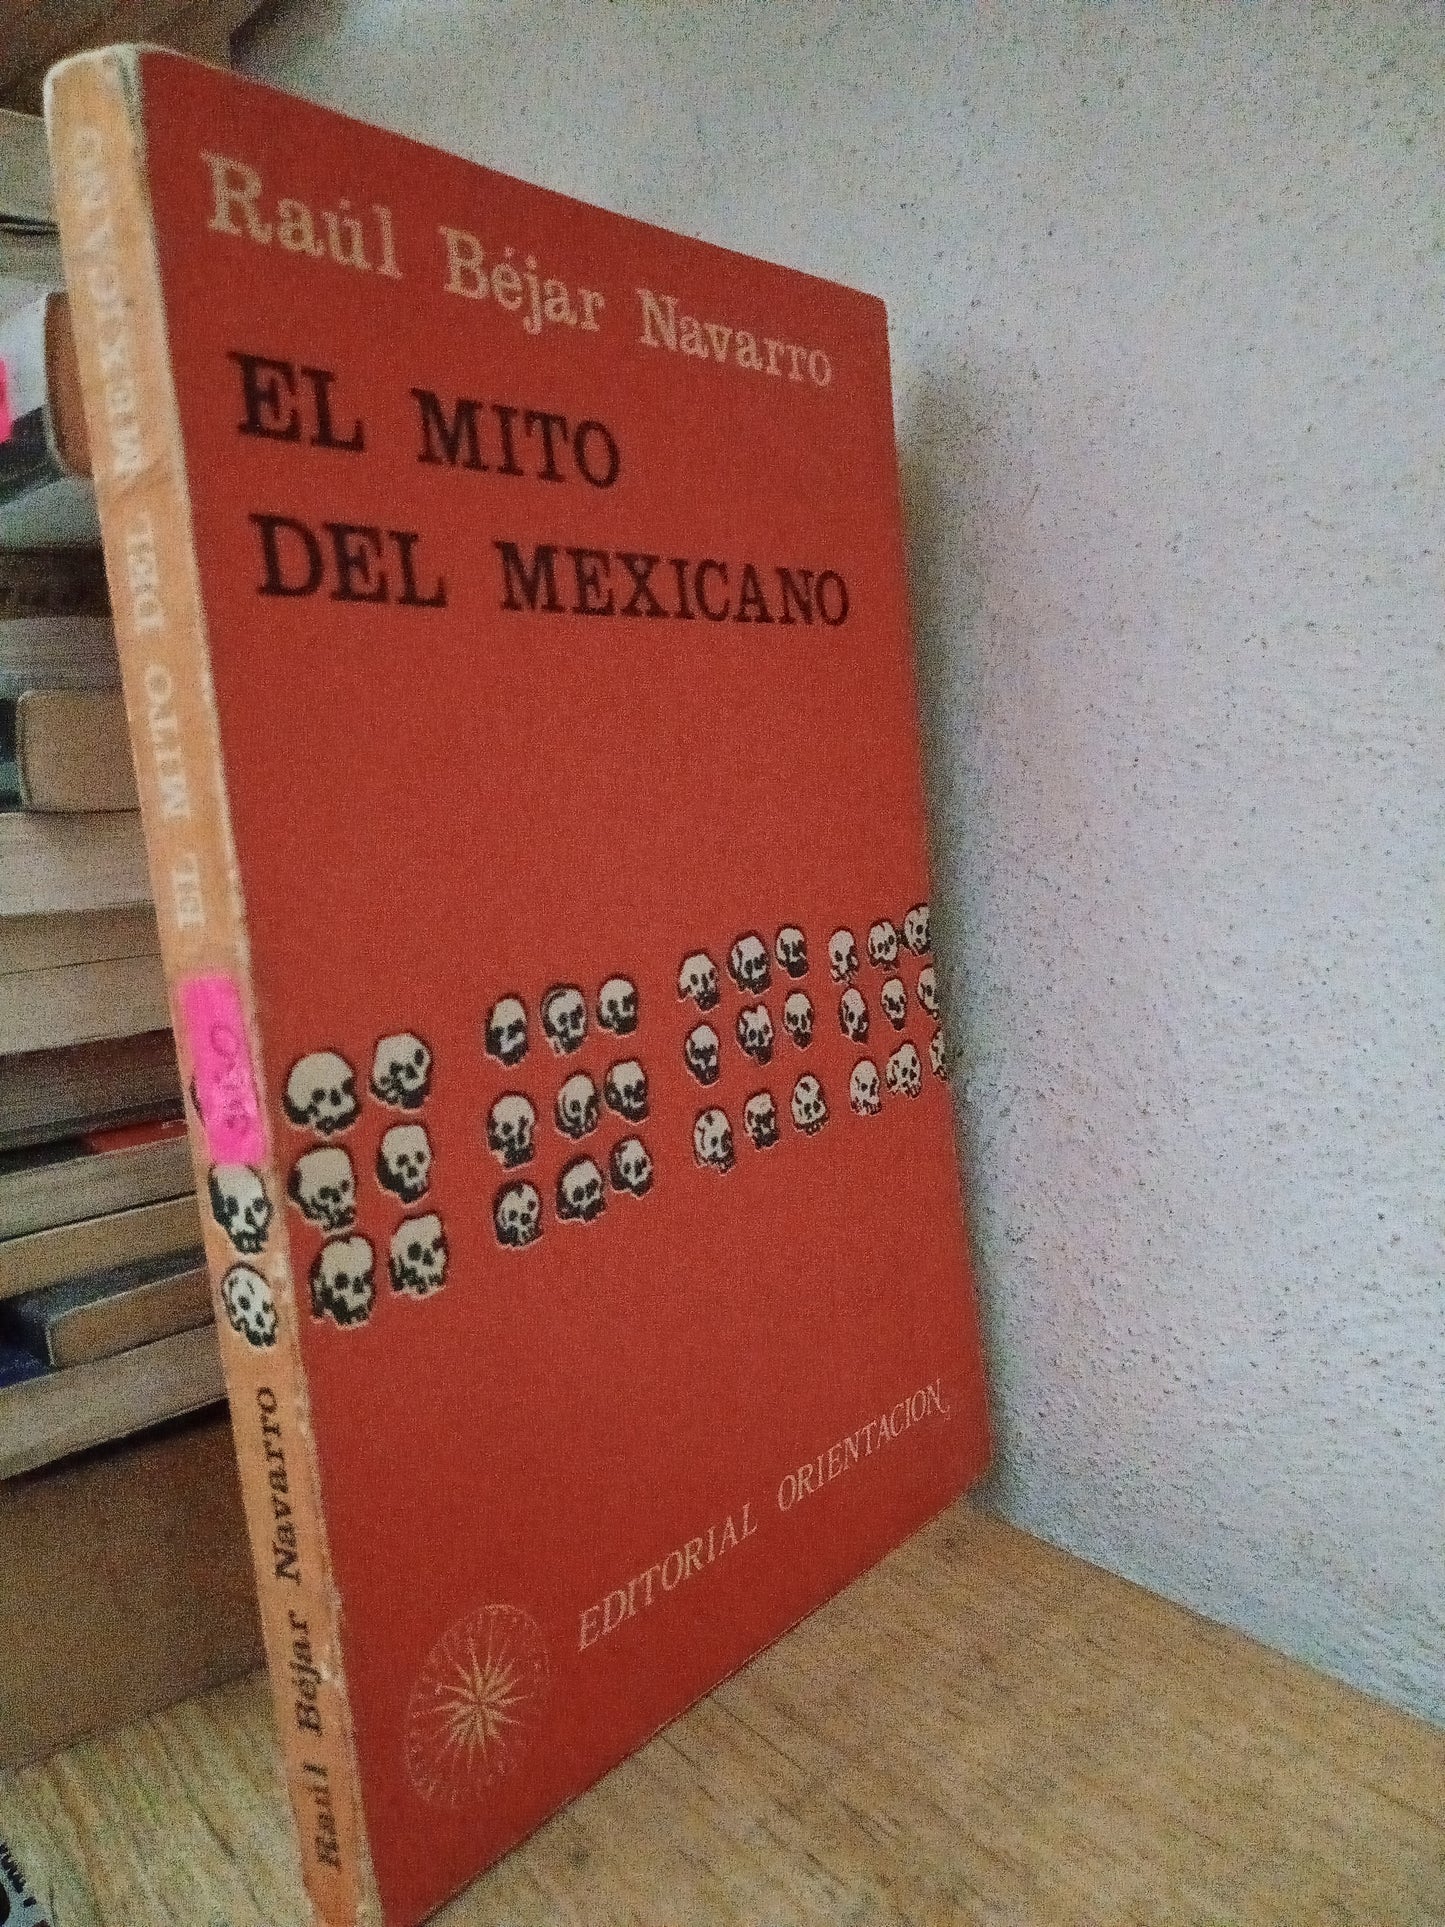 Raúl Béjar Navarro
EL MITO
DEL MEXICANO
EDITORIAL ORIENTACION
EL MITO DEL MEXICANO
Raúl Béjar Navarro